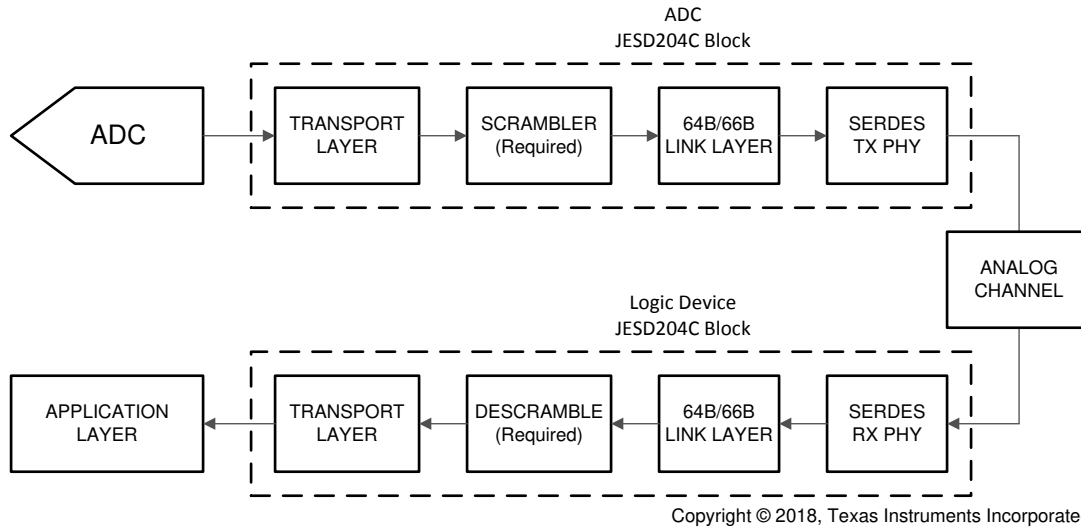 ADC
JESD204C Block
ADC
TRANSPORT
LAYER
SCRAMBLER
(Required)
64B/66B
LINK LAYER
SERDES
TX PHY
ANALOG
CHANNEL
Logic Device
JESD204C Block
APPLICATION
LAYER
TRANSPORT
LAYER
DESCRAMBLE
(Required)
64B/66B
LINK LAYER
SERDES
RX PHY
Copyright © 2018, Texas Instruments Incorporate